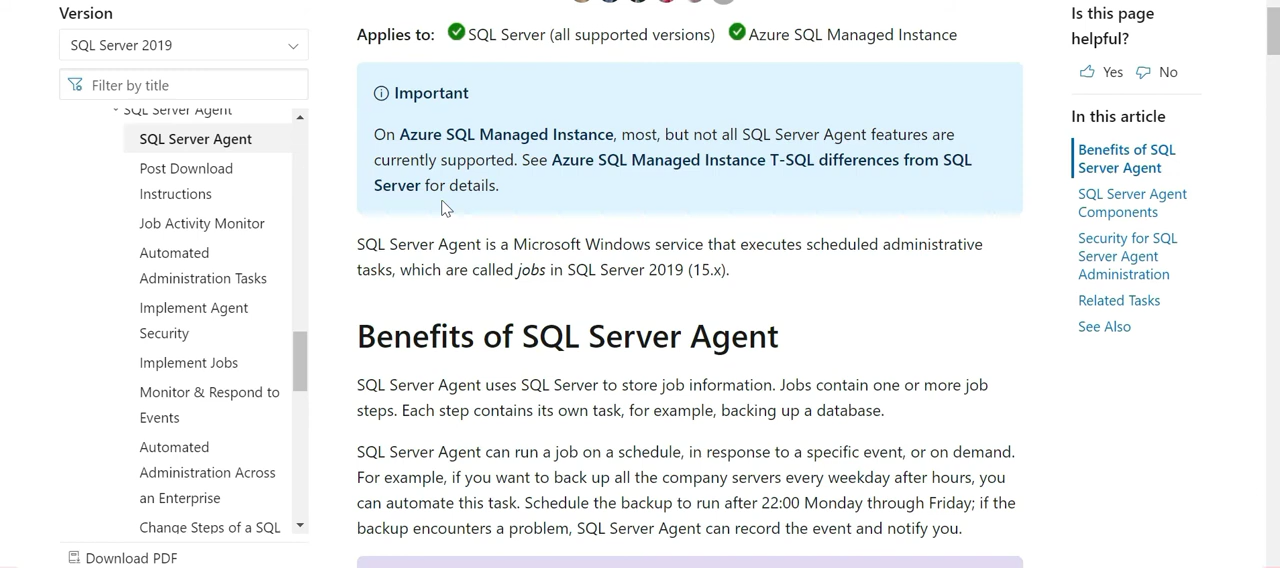 Version
SQL Server 2019
Filter by title
SQL Server Agent
SQL Server Agent
Post Download
Instructions
Job Activity Monitor
Automated
Administration Tasks
Implement Agent
Security
Implement Jobs
Monitor & Respond to
Events
Automated
Administration Across
an Enterprise
Change Steps of a SQL
Download PDF
Applies to: SQL Server (all supported versions) Azure SQL Managed Instance
Important
On Azure SQL Managed Instance, most, but not all SQL Server Agent features are
currently supported. See Azure SQL Managed Instance T-SQL differences from SQL
Server for details.
SQL Server Agent is a Microsoft Windows service that executes scheduled administrative
tasks, which are called jobs in SQL Server 2019 (15.x).
Benefits of SQL Server Agent
SQL Server Agent uses SQL Server to store job information. Jobs contain one or more job
steps. Each step contains its own task, for example, backing up a database.
SQL Server Agent can run a job on a schedule, in response to a specific event, or on demand.
For example, if you want to back up all the company servers every weekday after hours, you
can automate this task. Schedule the backup to run after 22:00 Monday through Friday; if the
backup encounters a problem, SQL Server Agent can record the event and notify you.
Is this page
helpful?
Yes No
In this article
Benefits of SQL
Server Agent
SQL Server Agent
Components
Security for SQL
Server Agent
Administration
Related Tasks
See Also